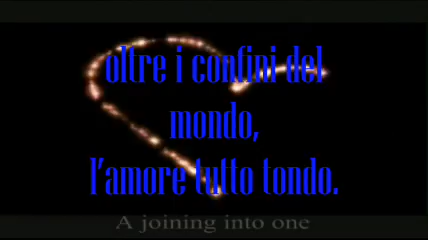 oltre i confini del
mondo,
l'amore tutto tondo.
A joining into one